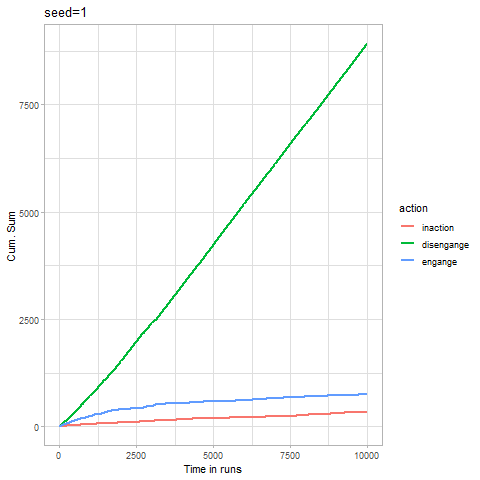 seed=1
Cum. Sum
7500
5000
2500
0
0
2500
5000
7500
10000
Time in runs
action
inaction
disengange
engange